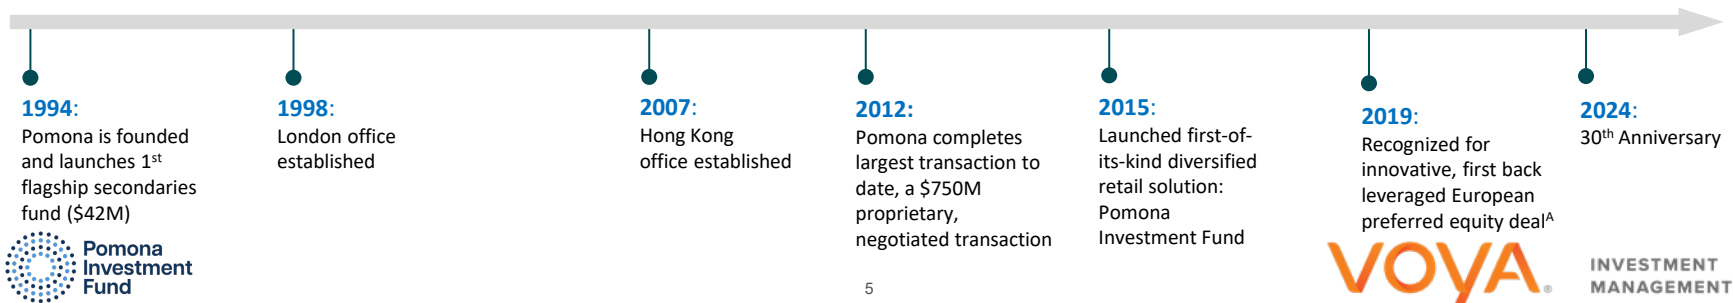 1994:
Pomona is founded
and launches 1st
flagship secondaries
fund ($42M)
1998:
London office
established
2007:
Hong Kong
office established
2012:
Pomona completes
largest transaction to
date, a $750M
proprietary,
negotiated transaction
2015:
Launched first-of-
its-kind diversified
retail solution:
Pomona
Investment Fund
2019:
Recognized for
innovative, first back
leveraged European
preferred equity dealA
2024:
30th Anniversary
Pomona
Investment
Fund
5
VOYA®
INVESTMENT
MANAGEMENT